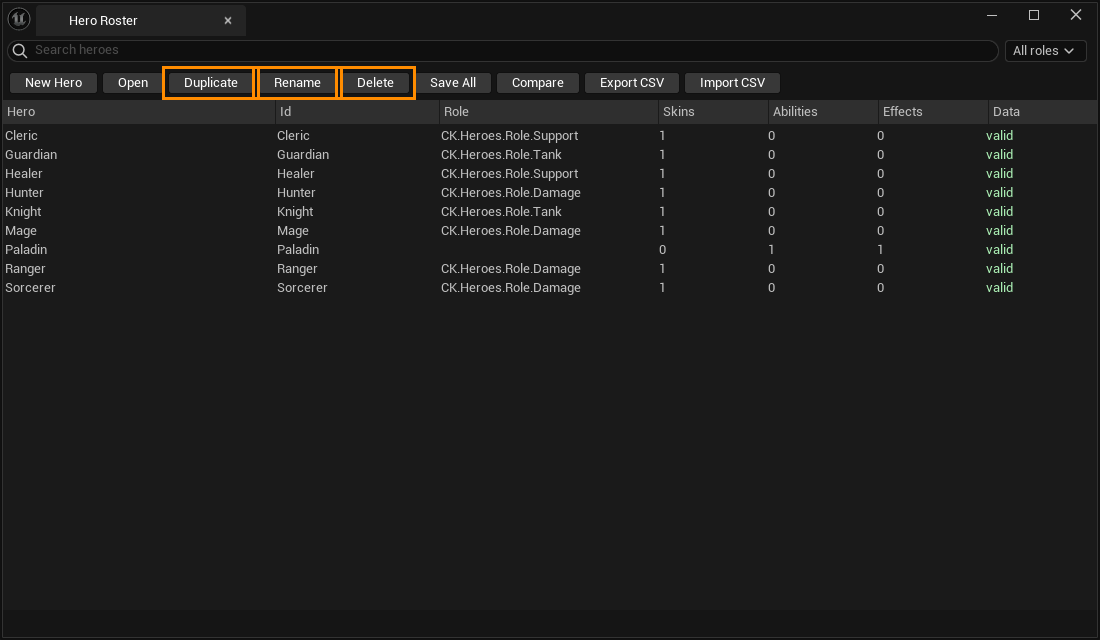 Hero Roster
Search heroes
All roles
New Hero Open Duplicate Rename Delete Save All Compare Export CSV Import CSV
Hero Id Role Skins Abilities Effects Data
Cleric Cleric CK.Heroes.Role.Support 1 0 0 valid
Guardian Guardian CK.Heroes.Role.Tank 1 0 0 valid
Healer Healer CK.Heroes.Role.Support 1 0 0 valid
Hunter Hunter CK.Heroes.Role.Damage 1 0 0 valid
Knight Knight CK.Heroes.Role.Tank 1 0 0 valid
Mage Mage CK.Heroes.Role.Damage 1 0 0 valid
Paladin Paladin 0 1 1 valid
Ranger Ranger CK.Heroes.Role.Damage 1 0 0 valid
Sorcerer Sorcerer CK.Heroes.Role.Damage 1 0 0 valid